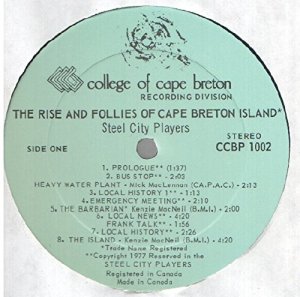 college of cape breton
RECORDING DIVISION
THE RISE AND FOLLIES OF CAPE BRETON ISLAND*
Steel City Players
STEREO
SIDE ONE
CCBP 1002
1. PROLOGUE** (1:37)
2. BUS STOP** - 2:03
HEAVY WATER PLANT - Nick MacLennan (CA.P.A.C.) - 2:13
3. LOCAL HISTORY I** - 2:39
4. EMERGENCY MEETING** - 2:10
5. THE BARBARIAN* Kenzie MacNeil (B.M.I.) - 2:00
6. LOCAL NEWS** - 4:20
FRANK TALK** - 1:56
7. LOCAL HISTORY** - 2:26
8. THE ISLAND - Kenzie MacNeil (B.M.I.) - 4:20
*Trade Name Registered
**Copyright 1977 Reserved in the
STEEL CITY PLAYERS
Registered in Canada
Made in Canada